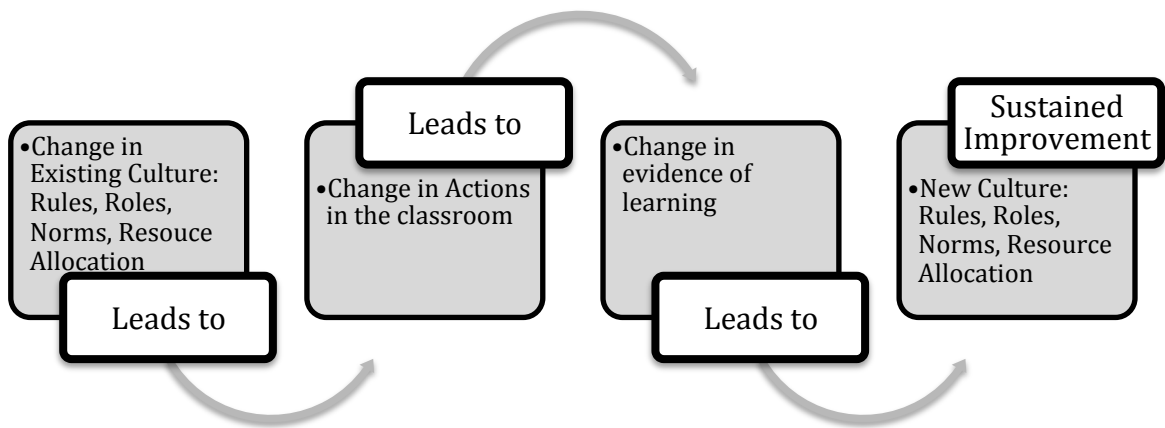 •Change in
Existing Culture:
Rules, Roles,
Norms, Resouce
Allocation
Leads to
Leads to
•Change in Actions
in the classroom
•Change in
evidence of
learning
Leads to
Sustained
Improvement
•New Culture:
Rules, Roles,
Norms, Resource
Allocation